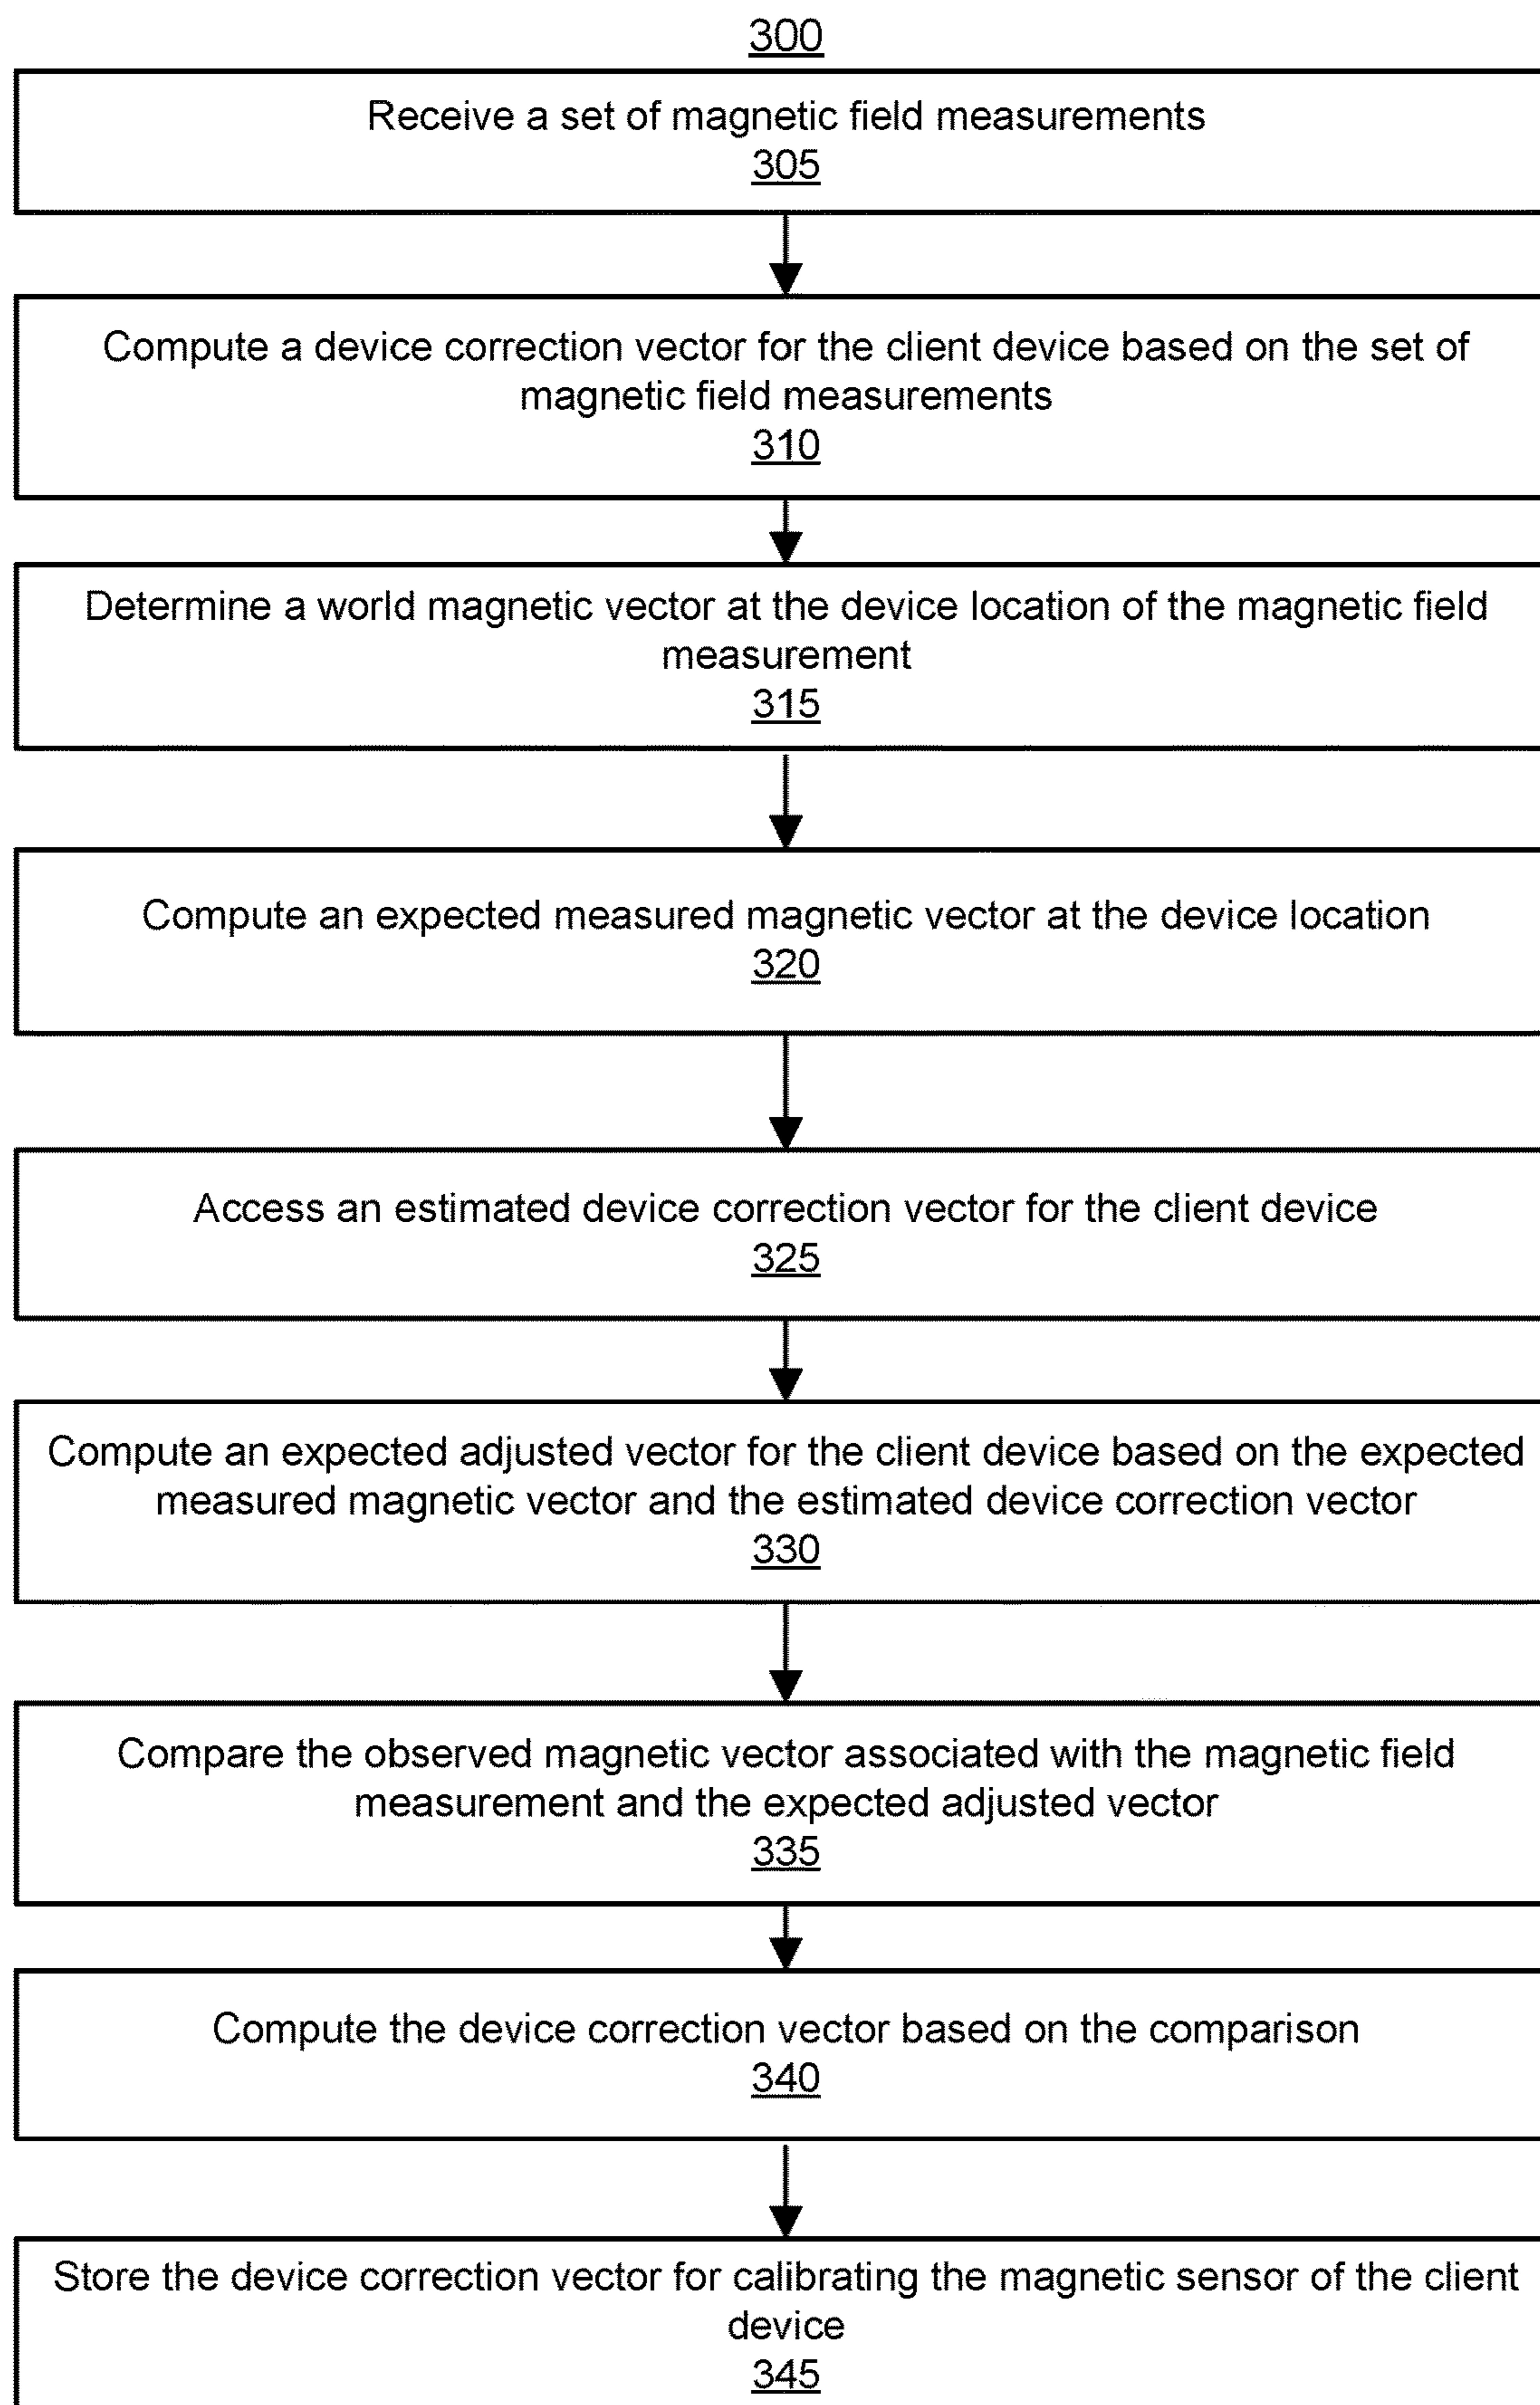 300
Receive a set of magnetic field measurements
305
Compute a device correction vector for the client device based on the set of
magnetic field measurements
310
Determine a world magnetic vector at the device location of the magnetic field
measurement
315
Compute an expected measured magnetic vector at the device location
320
Access an estimated device correction vector for the client device
325
Compute an expected adjusted vector for the client device based on the expected
measured magnetic vector and the estimated device correction vector
330
Compare the observed magnetic vector associated with the magnetic field
measurement and the expected adjusted vector
335
Compute the device correction vector based on the comparison
340
Store the device correction vector for calibrating the magnetic sensor of the client
device
345